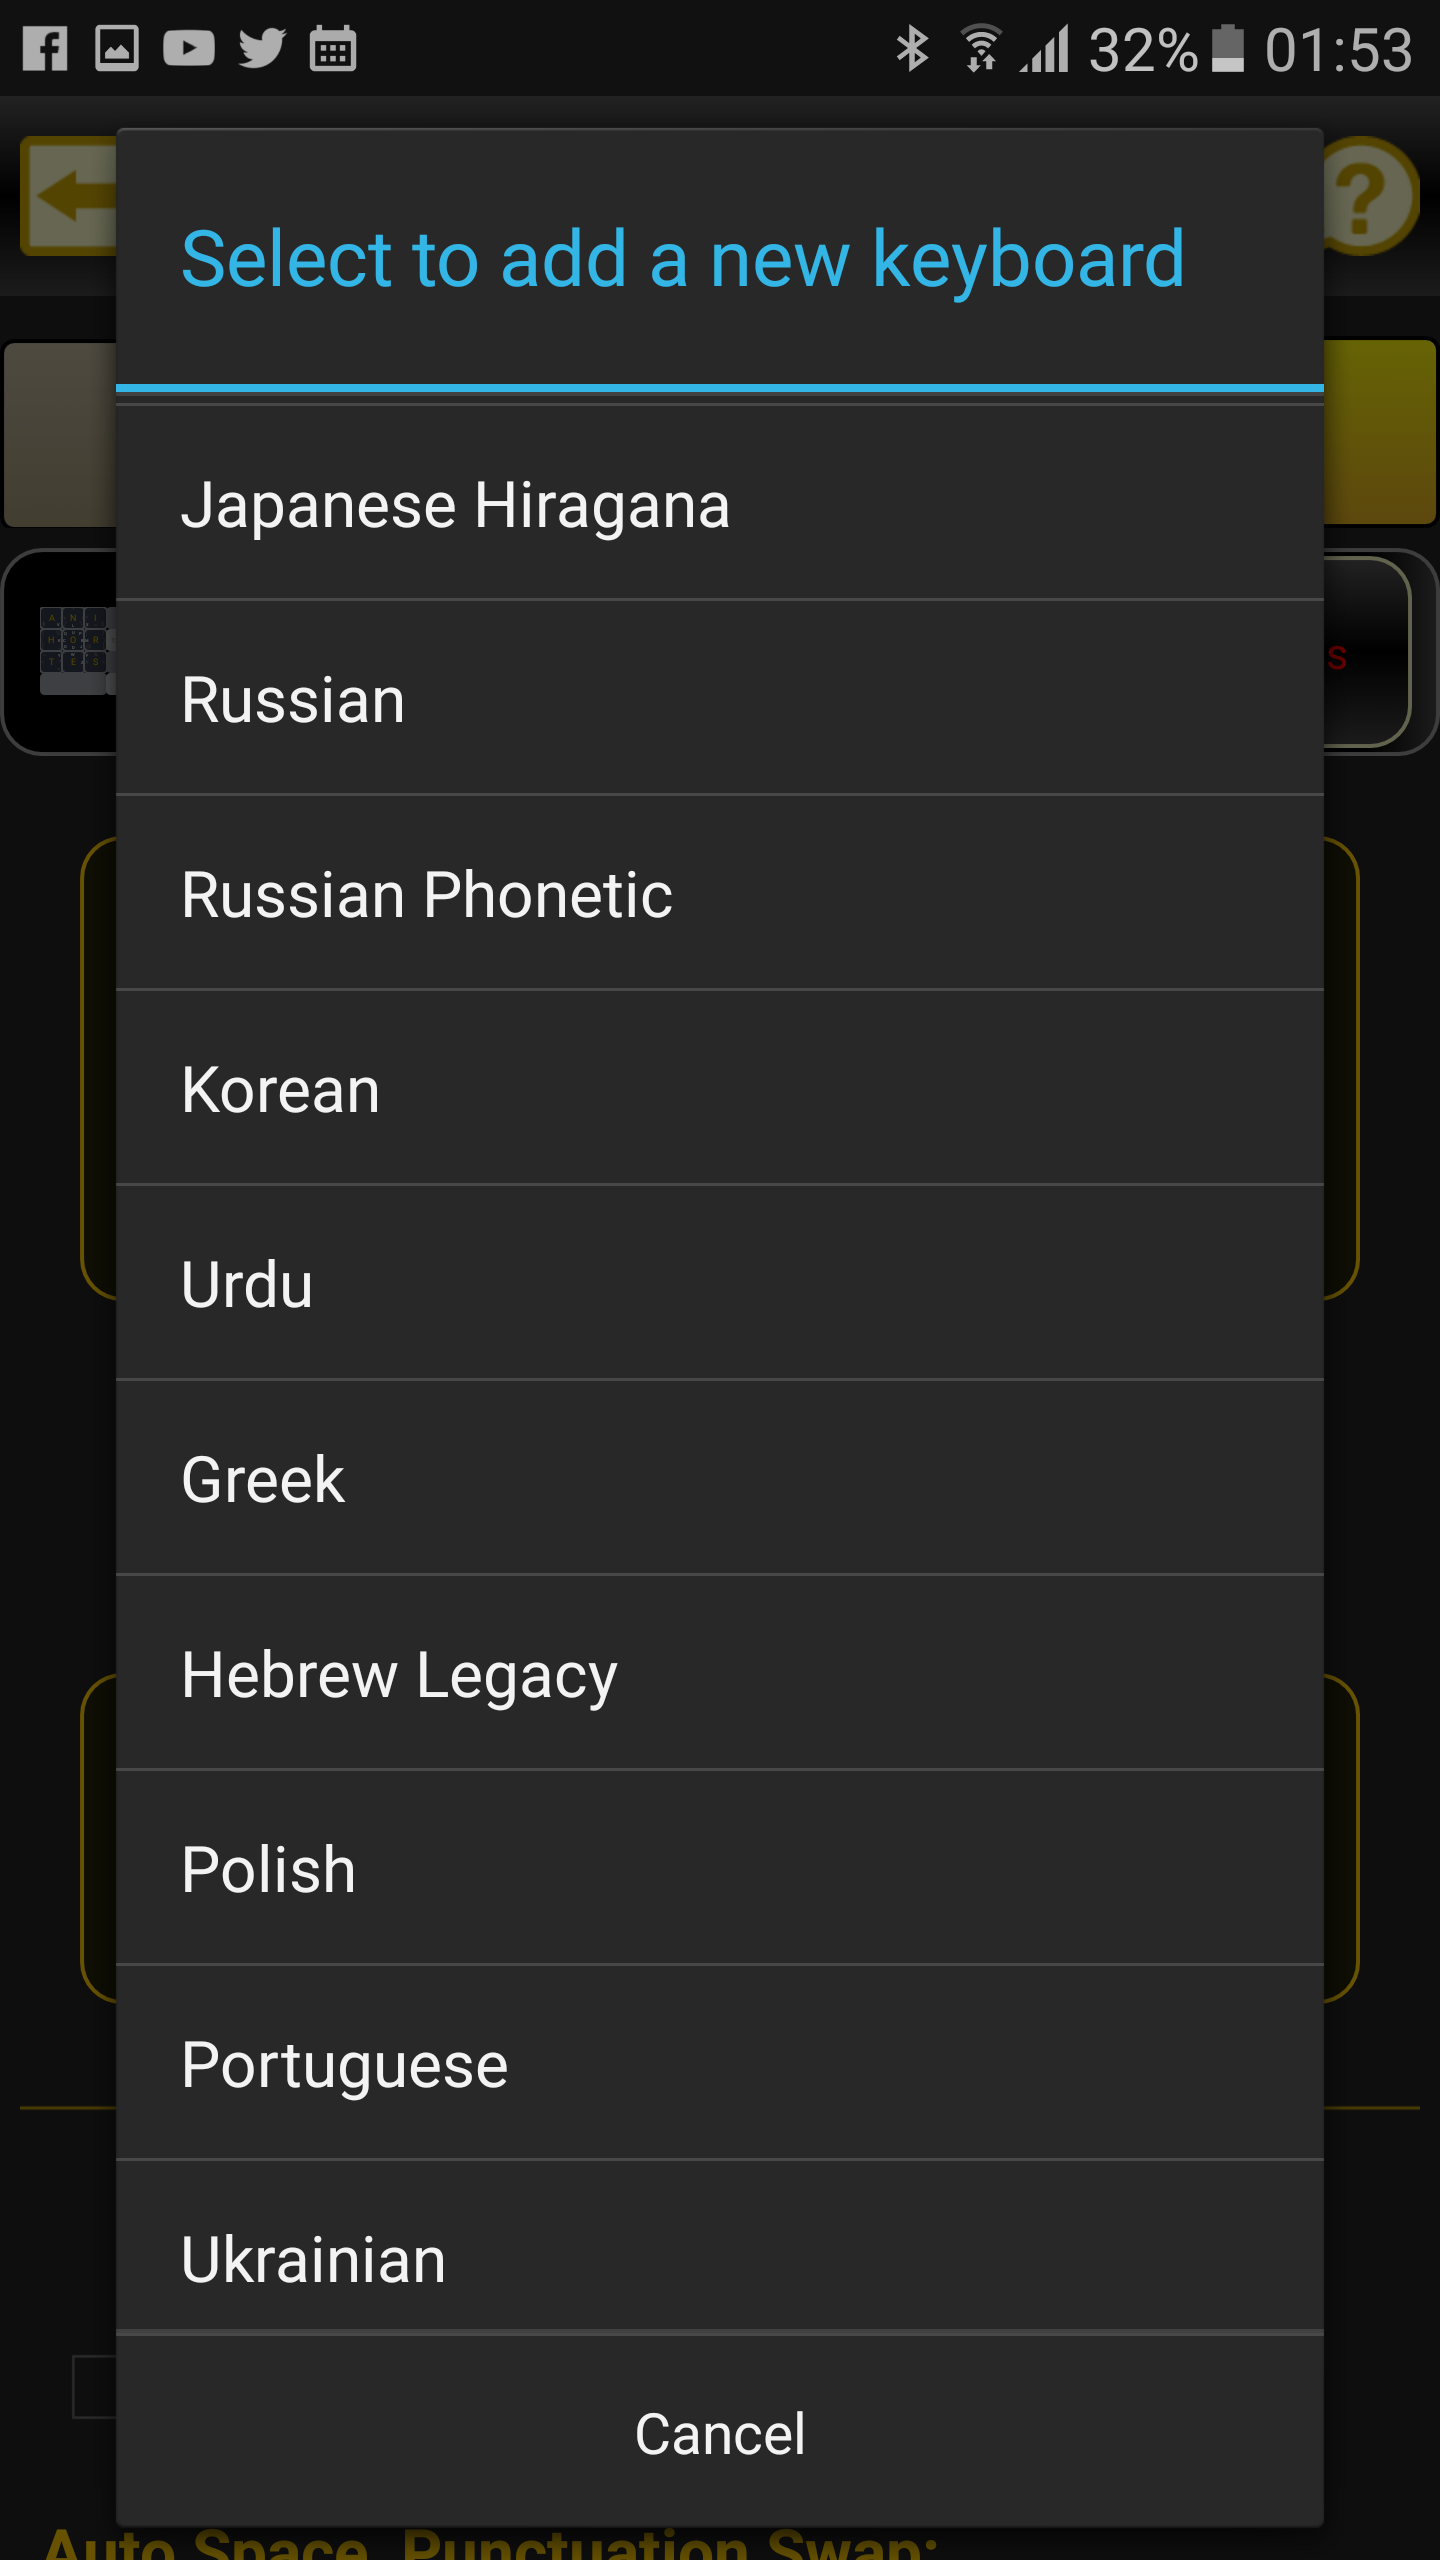 32% 01:53
Select to add a new keyboard
Japanese Hiragana
Russian
s
Russian Phonetic
Korean
Urdu
Greek
Hebrew Legacy
Polish
Portuguese
Ukrainian
Cancel
Auto Space, Punctuation Swap: